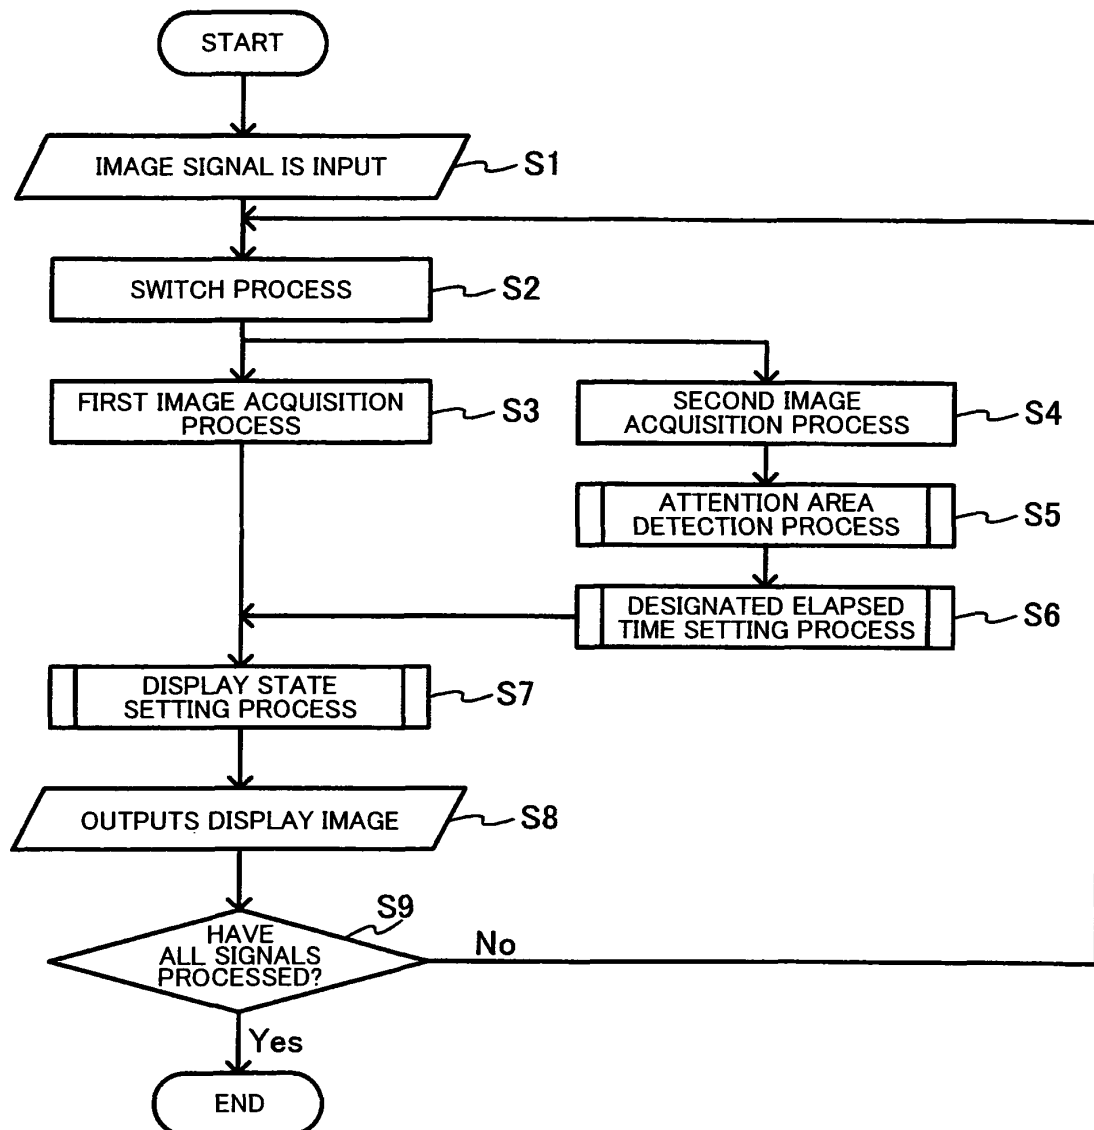 START
IMAGE SIGNAL IS INPUT
S1
SWITCH PROCESS
S2
FIRST IMAGE ACQUISITION
PROCESS
S3
SECOND IMAGE
ACQUISITION PROCESS
S4
ATTENTION AREA
DETECTION PROCESS
S5
DESIGNATED ELAPSED
TIME SETTING PROCESS
S6
DISPLAY STATE
SETTING PROCESS
S7
OUTPUTS DISPLAY IMAGE
S8
S9
HAVE
ALL SIGNALS
PROCESSED?
No
Yes
END